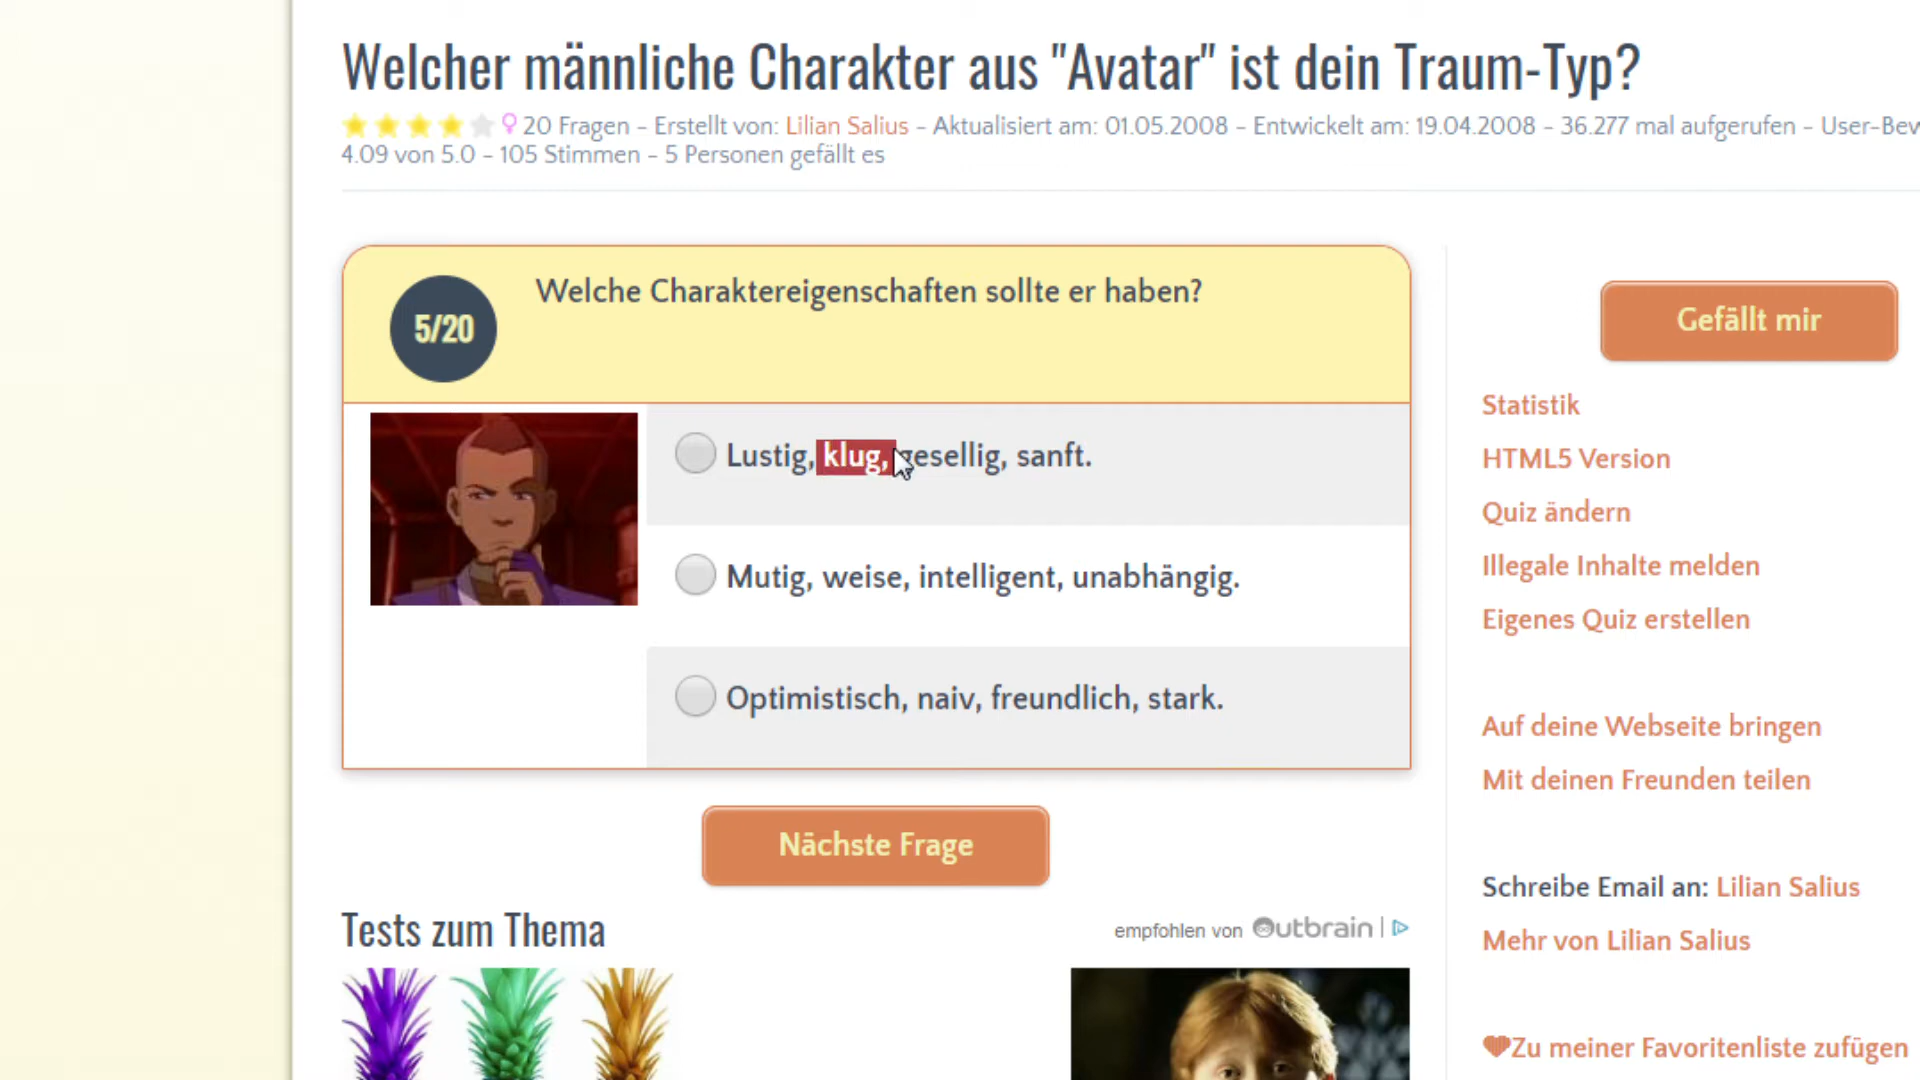 Welcher männliche Charakter aus "Avatar" ist dein Traum-Typ?
20 Fragen - Erstellt von: Lilian Salius - Aktualisiert am: 01.05.2008 - Entwickelt am: 19.04.2008 - 36.277 mal aufgerufen -
4.09 von 5.0 - 105 Stimmen - 5 Personen gefällt es
5/20
Welche Charaktereigenschaften sollte er haben?
Lustig, klug, gesellig, sanft.
Mutig, weise, intelligent, unabhängig.
Optimistisch, naiv, freundlich, stark.
Nächste Frage
Tests zum Thema
empfohlen von Outbrain
Gefällt mir
Statistik
HTML5 Version
Quiz ändern
Illegale Inhalte melden
Eigenes Quiz erstellen
Auf deine Webseite bringen
Mit deinen Freunden teilen
Schreibe Email an: Lilian Salius
Mehr von Lilian Salius
Zu meiner Favoritenliste zufügen